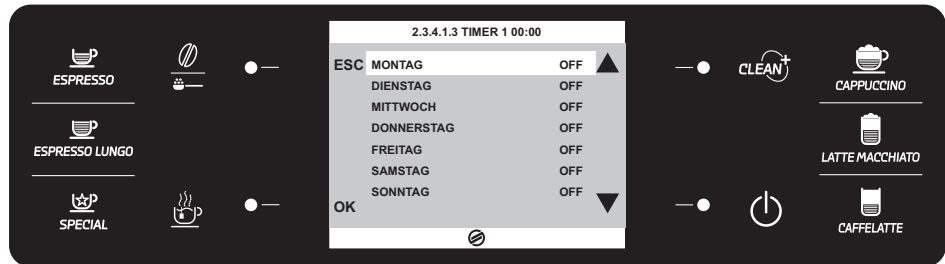 2.3.4.1.3 TIMER 1 00:00
ESC MONTAG OFF
DIENSTAG OFF
MITTWOCH OFF
DONNERSTAG OFF
FREITAG OFF
SAMSTAG OFF
SONNTAG OFF
OK
ESPRESSO
ESPRESSO LUNGO
SPECIAL
CLEAN+
CAPPUCCINO
LATTE MACCHIATO
CAFFELATTE